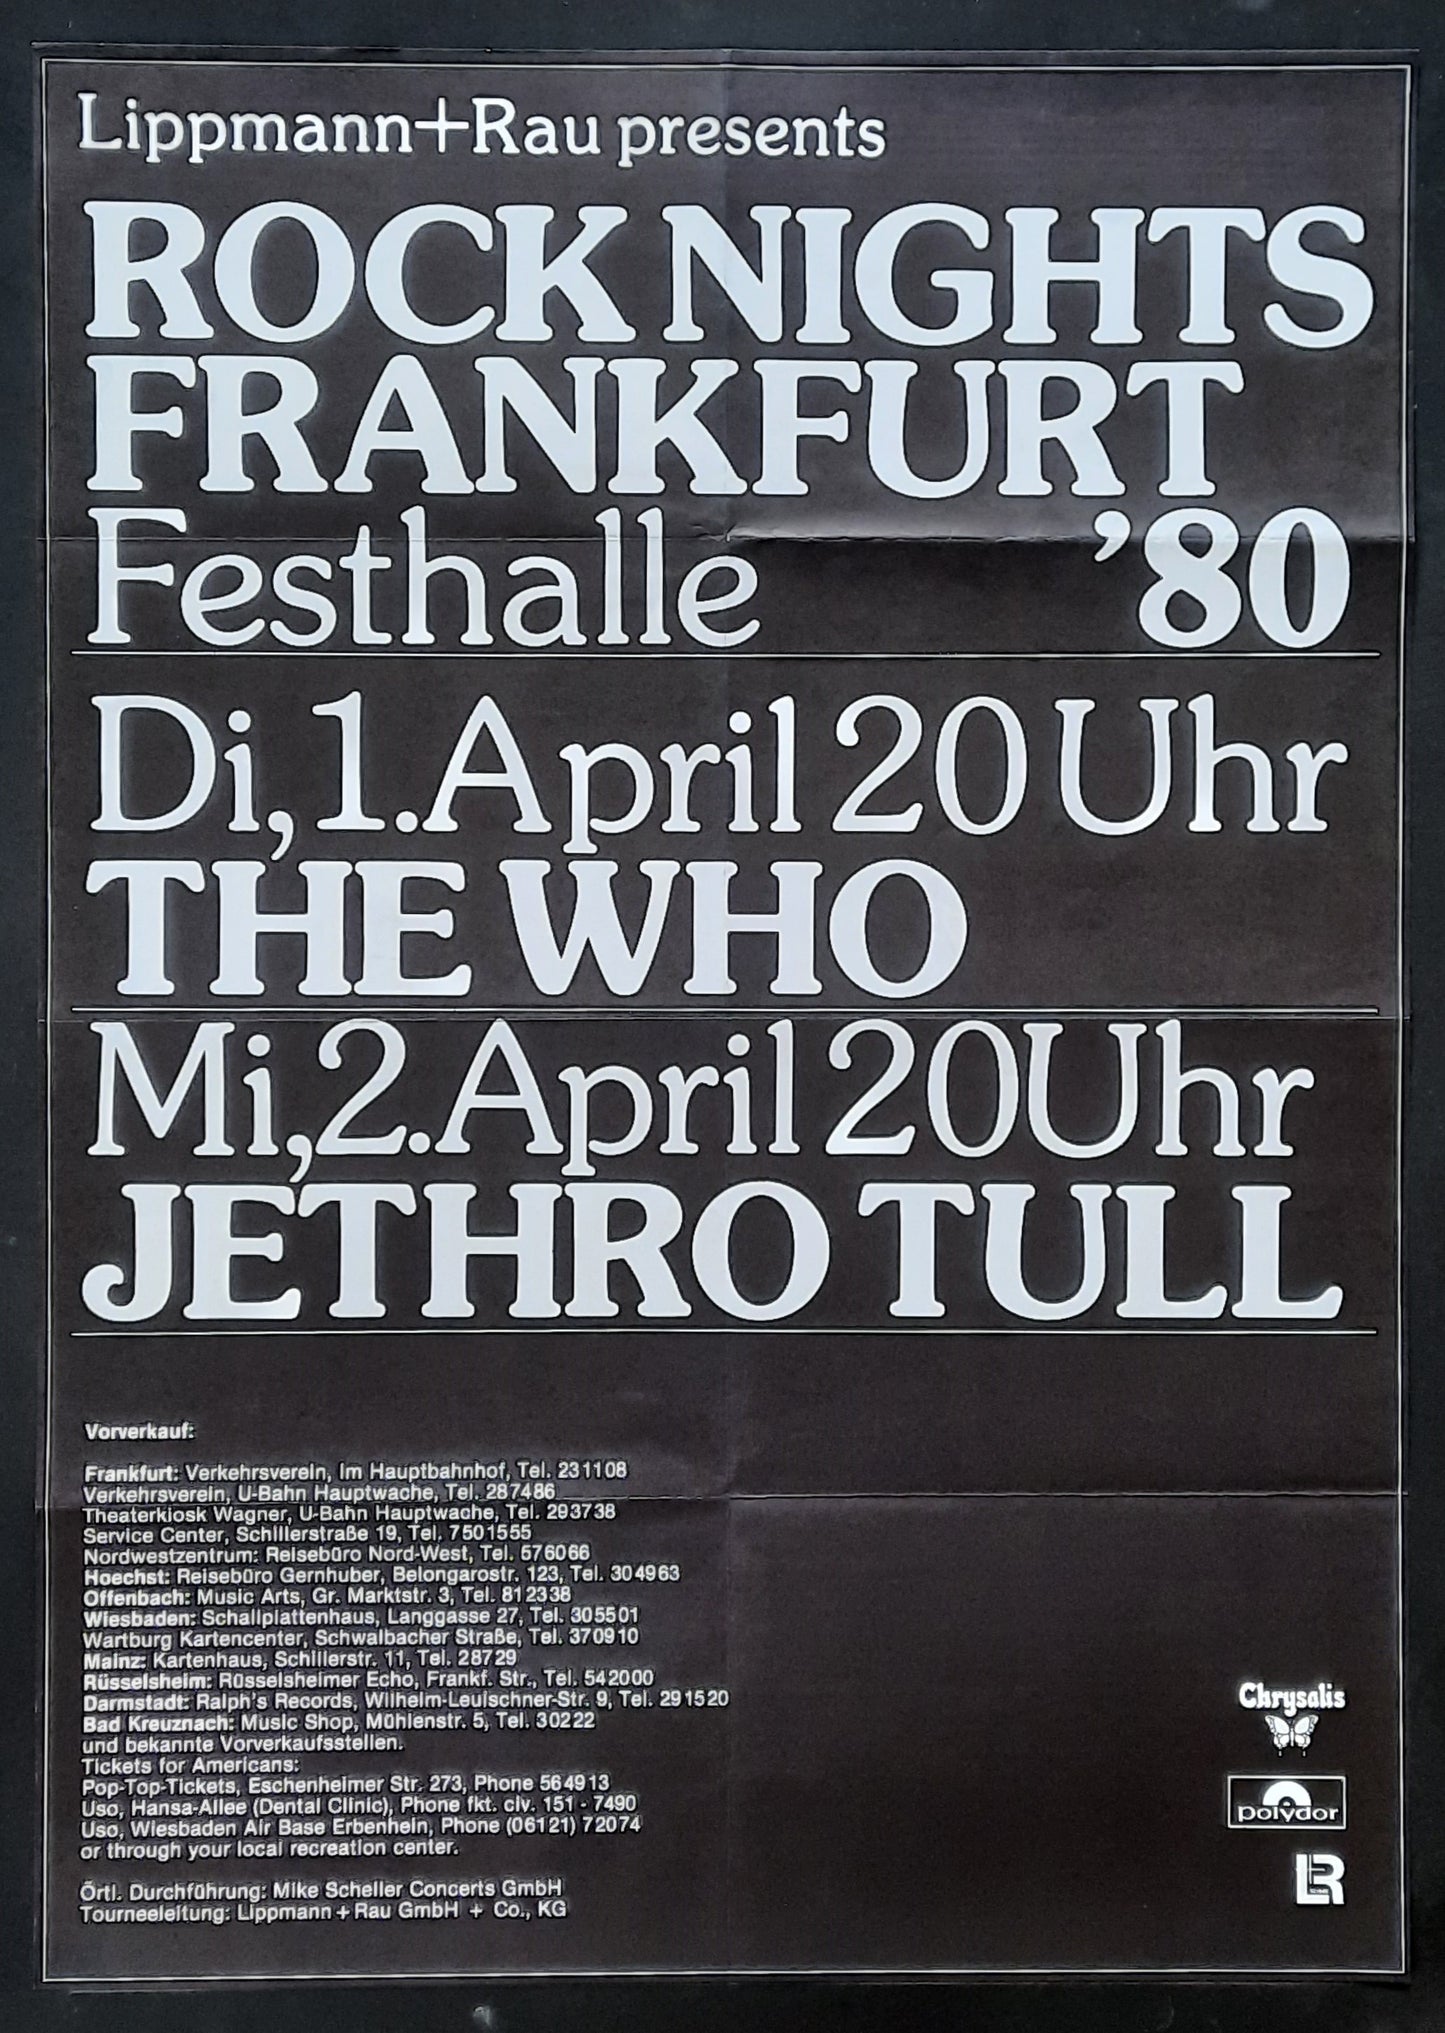 Lippmann+Rau presents
ROCK NIGHTS
FRANKFURT
Festhalle '80
Di, 1. April 20 Uhr
THE WHO
Mi, 2. April 20 Uhr
JETHRO TULL
Vorverkauf:
Frankfurt: Verkehrsverein, Im Hauptbahnhof, Tel. 231108
Verkehrsverein, U-Bahn Hauptwache, Tel. 287486
Theaterkiosk Wagner, U-Bahn Hauptwache, Tel. 293738
Service Center, Schillerstraße 19, Tel. 7501555
Nordwestzentrum: Reisebüro Nord-West, Tel. 576066
Hoechst: Reisebüro Gernhuber, Belongarostr. 123, Tel. 304963
Offenbach: Music Arts, Gr. Marktstr. 3, Tel. 812338
Wiesbaden: Schallplattenhaus, Langgasse 27, Tel. 305501
Wartburg Kartencenter, Schwalbacher Straße, Tel. 370910
Mainz: Kartenhaus, Schillerstr. 11, Tel. 28729
Rüsselsheim: Rüsselsheimer Echo, Frankf. Str., Tel. 542000
Darmstadt: Ralph's Records, Wilhelm-Leuischner-Str. 9, Tel. 291520
Bad Kreuznach: Music Shop, Mühlenstr. 5, Tel. 30222
und bekannte Vorverkaufsstellen.
Tickets for Americans:
Pop-Top-Tickets, Eschenheimer Str. 273, Phone 564913
Uso, Hansa-Allee (Dental Clinic), Phone fkt. civ. 151 - 7490
Uso, Wiesbaden Air Base Erbenhein, Phone (06121) 72074
or through your local recreation center.
Örtl. Durchführung: Mike Scheller Concerts GmbH
Tourneeleitung: Lippmann + Rau GmbH + Co., KG
Chrysalis
polydor
LR